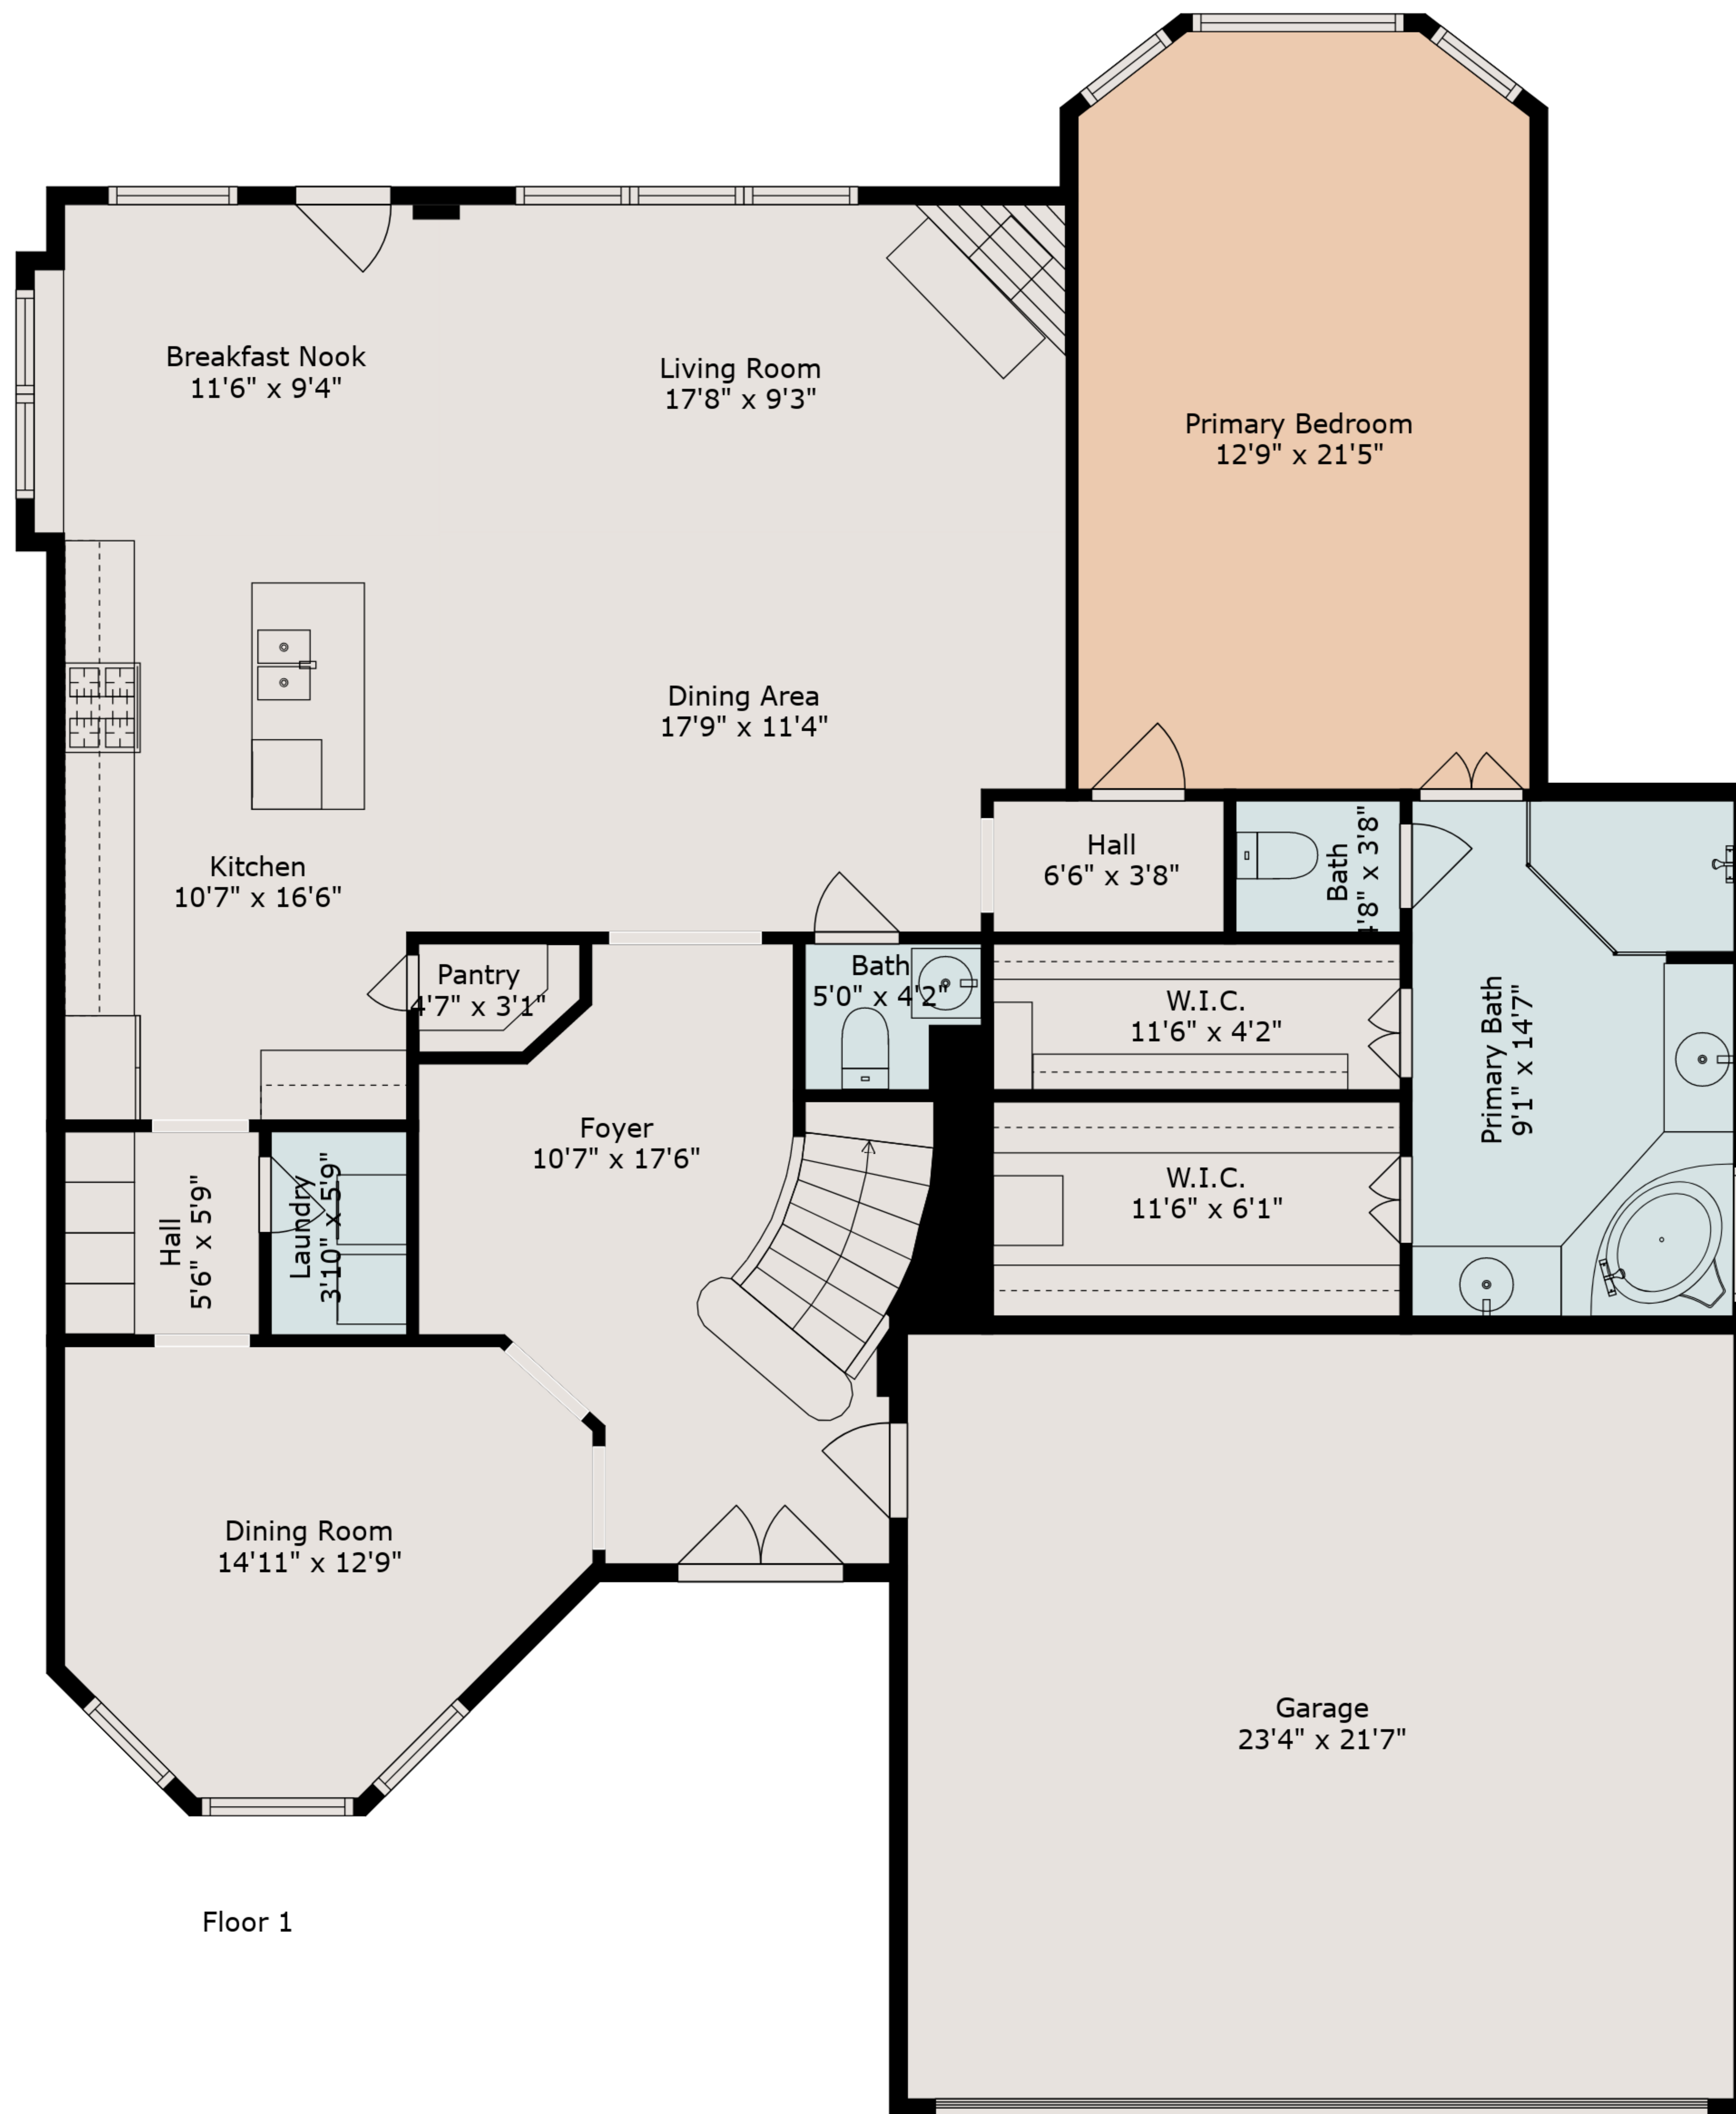 Breakfast Nook
11'6" x 9'4"
Living Room
17'8" x 9'3"
Primary Bedroom
12'9" x 21'5"
Dining Area
17'9" x 11'4"
Kitchen
10'7" x 16'6"
Hall
6'6" x 3'8"
Bath
4'8" x 3'8"
Pantry
4'7" x 3'1"
Bath
5'0" x 4'2"
W.I.C.
11'6" x 4'2"
Primary Bath
9'1" x 14'7"
Foyer
10'7" x 17'6"
W.I.C.
11'6" x 6'1"
Hall
5'6" x 5'9"
Laundry
3'10" x 5'9"
Dining Room
14'11" x 12'9"
Garage
23'4" x 21'7"
Floor 1